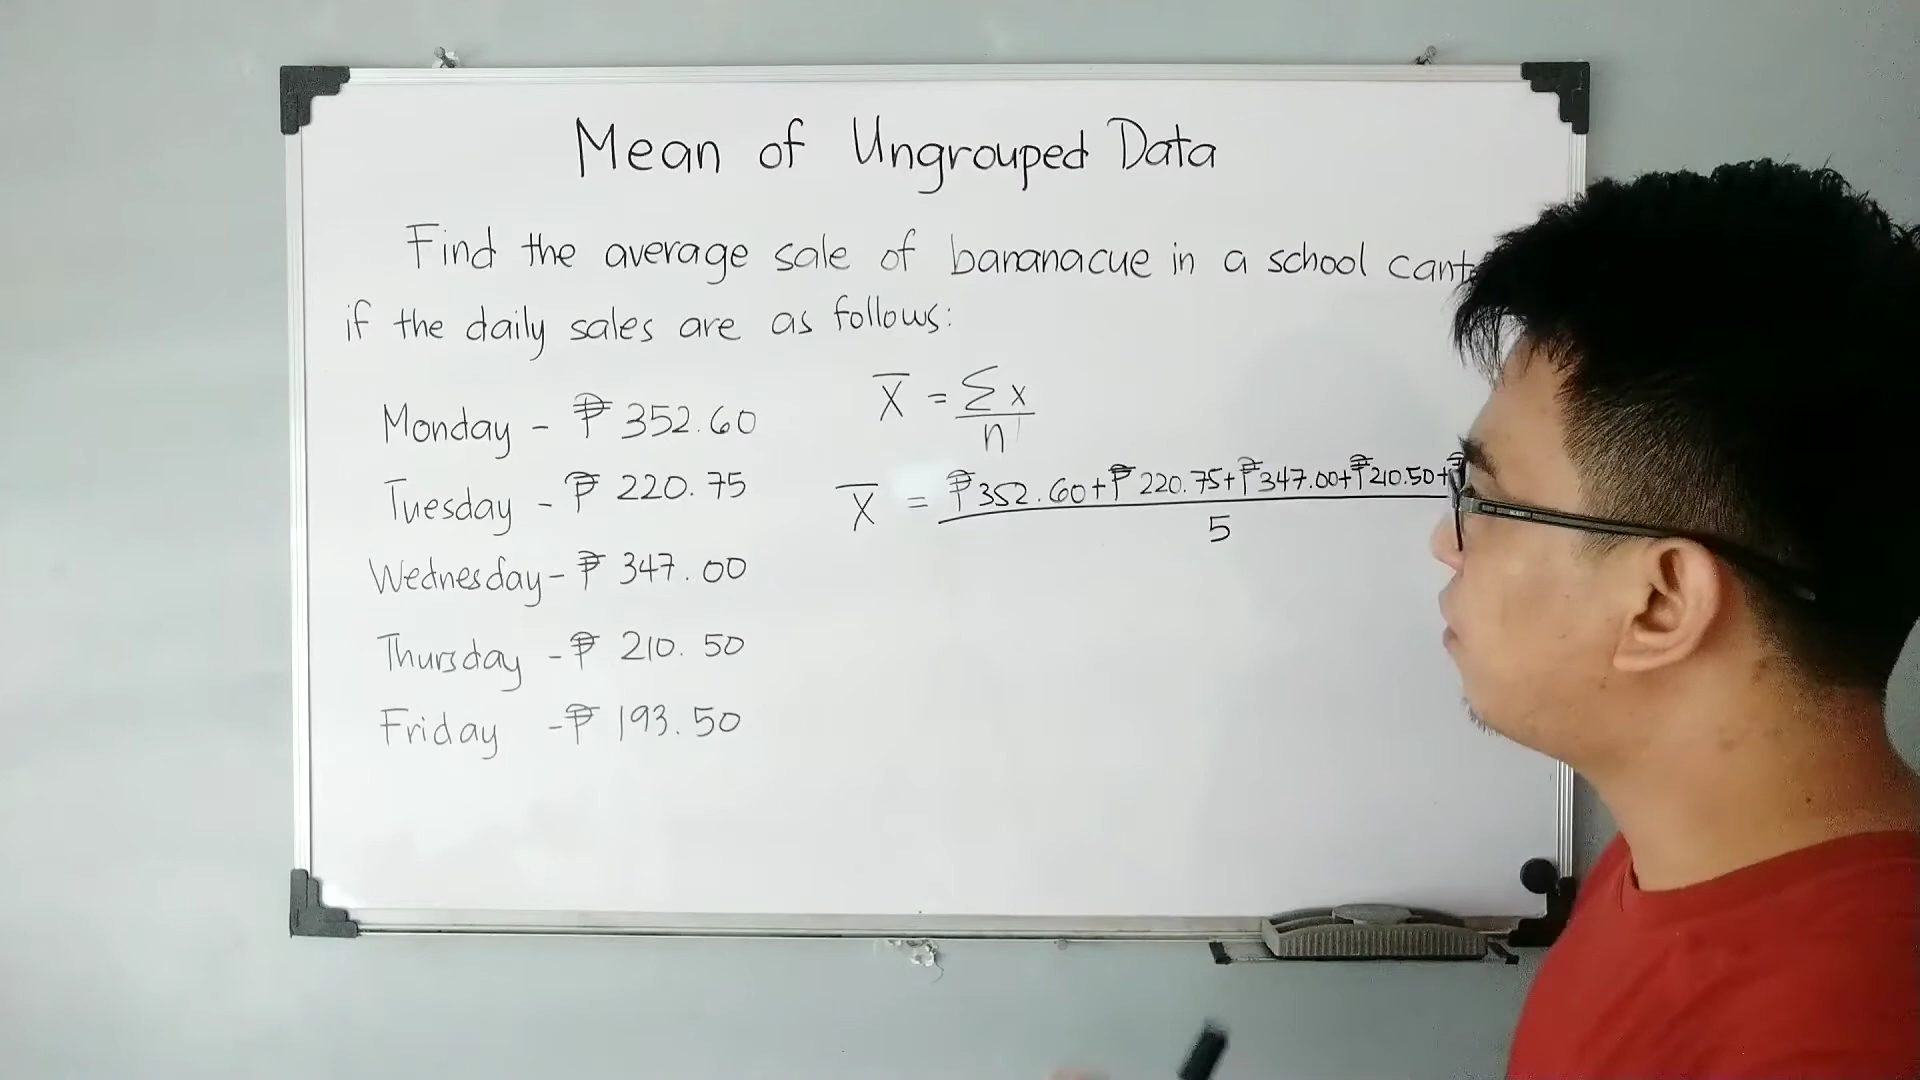 Mean of Ungrouped Data
Find the average sale of bananacue in a school
if the daily sales are as follows:
Monday - ₱ 352.60
Tuesday - ₱ 220.75
Wednesday - ₱ 347.00
Thursday - ₱ 210.50
Friday - ₱ 193.50
X̅ = Σx / n
X̅ = ₱352.60+₱220.75+₱347.00+₱210.50+ / 5